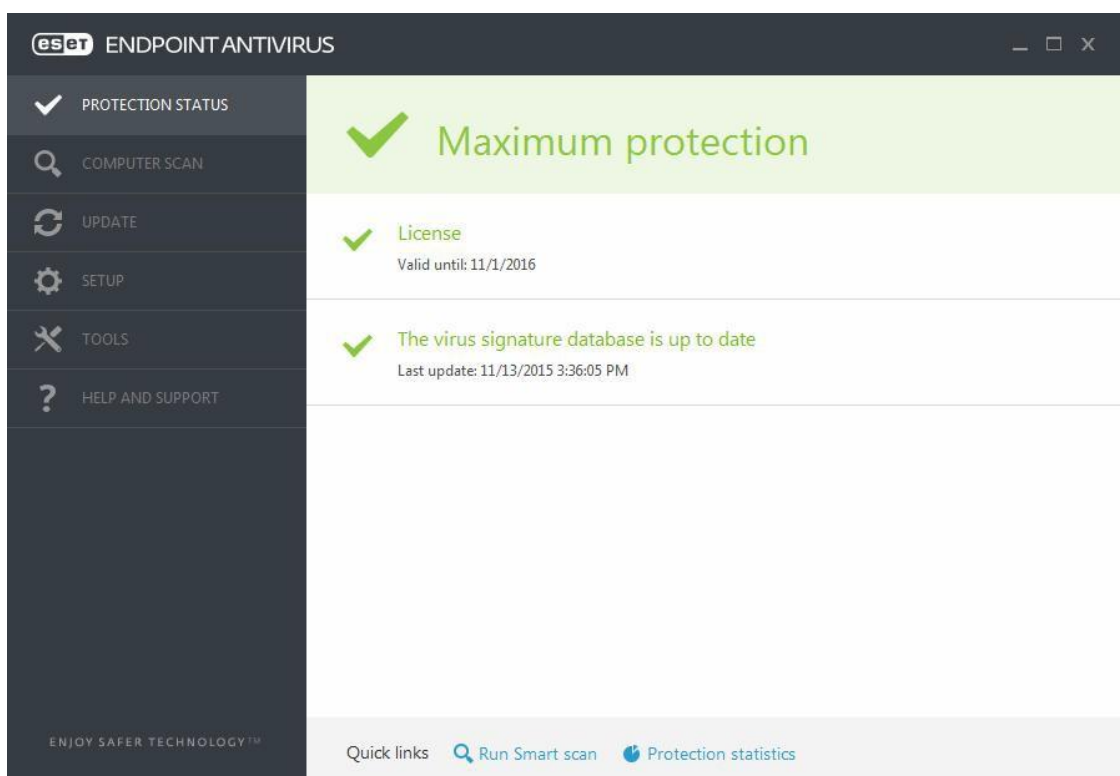 eset ENDPOINT ANTIVIRUS
PROTECTION STATUS
COMPUTER SCAN
UPDATE
SETUP
TOOLS
HELP AND SUPPORT
ENJOY SAFER TECHNOLOGY™
Maximum protection
License
Valid until: 11/1/2016
The virus signature database is up to date
Last update: 11/13/2015 3:36:05 PM
Quick links Run Smart scan Protection statistics